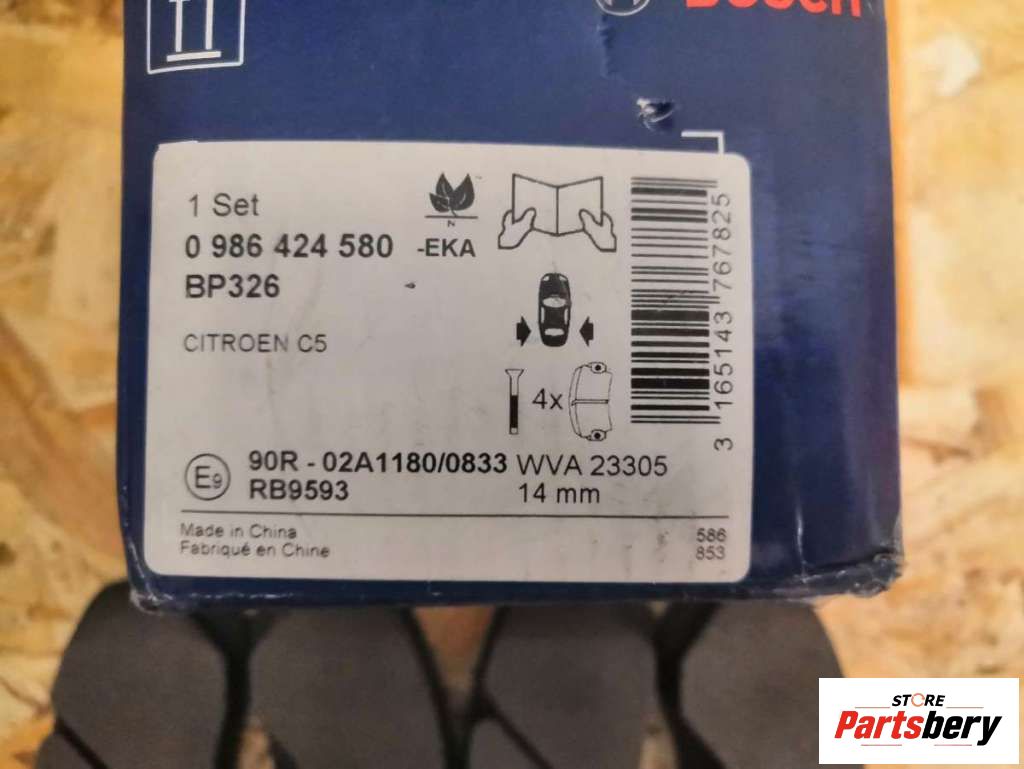 Bosch
1 Set
0 986 424 580 -EKA
BP326
CITROEN C5
N
4x
3 165143 767825
E9
90R - 02A1180/0833 WVA 23305
RB9593 14 mm
Made in China
Fabriqué en Chine
586
853
STORE
Partsbery